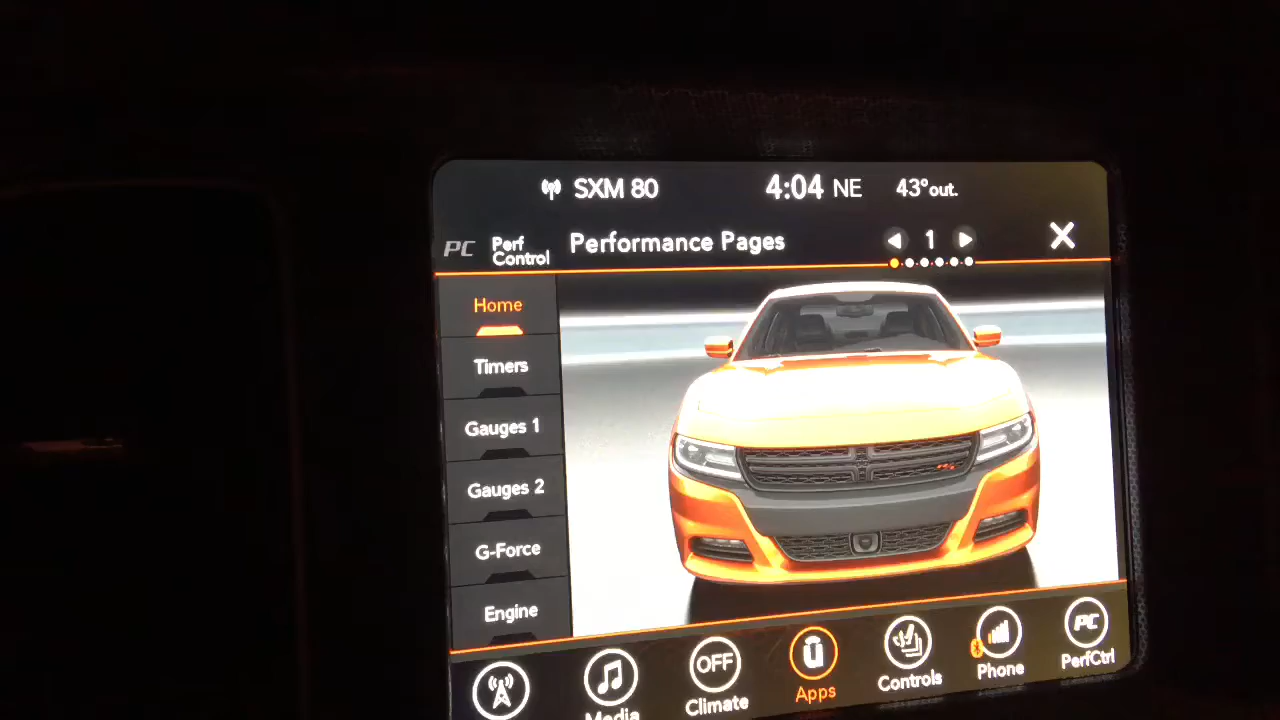 SXM 80
4:04 NE
43°out.
PC Perf Control
Performance Pages
1
Home
Timers
Gauges 1
Gauges 2
G-Force
Engine
Media
OFF
Climate
Apps
Controls
Phone
PC
PerfCtrl